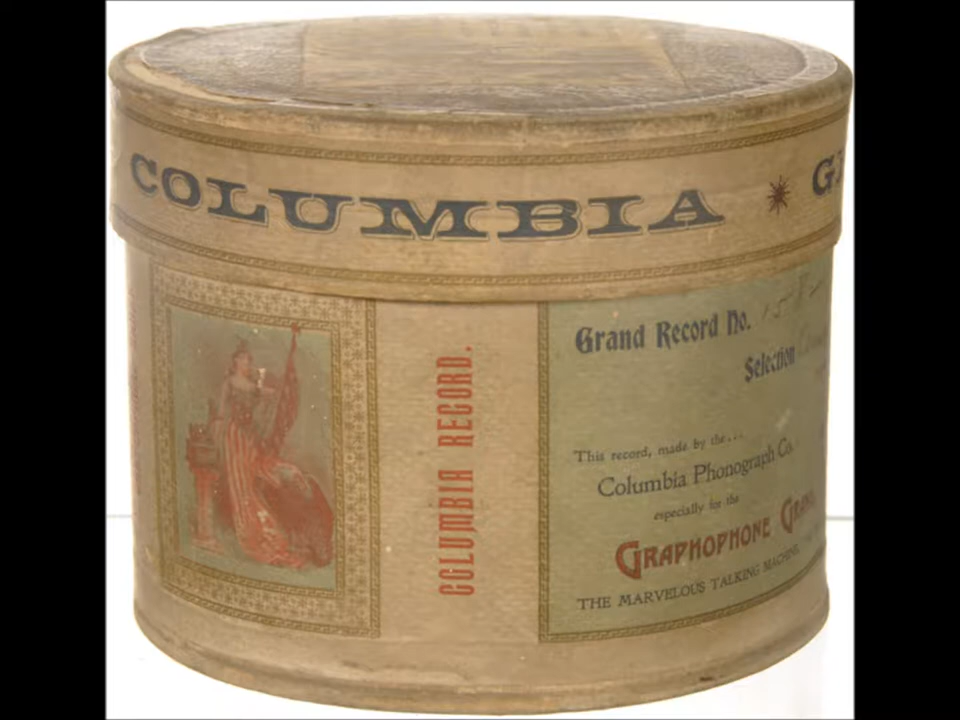 COLUMBIA
COLUMBIA RECORD.
Grand Record No.
Selection
This record, made by the...
Columbia Phonograph Co.
especially for the
GRAPHOPHONE
THE MARVELOUS TALKING MACHINE.